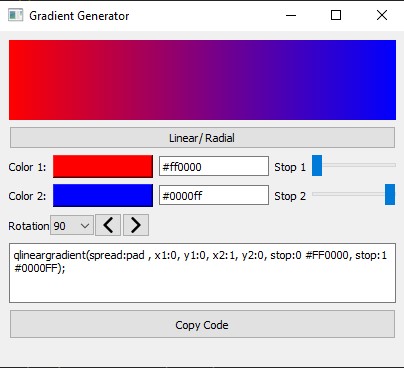 Gradient Generator
Linear/Radial
Color 1: #ff0000 Stop 1
Color 2: #0000ff Stop 2
Rotation 90
qlineargradient(spread:pad , x1:0, y1:0, x2:1, y2:0, stop:0 #FF0000, stop:1
#0000FF);
Copy Code